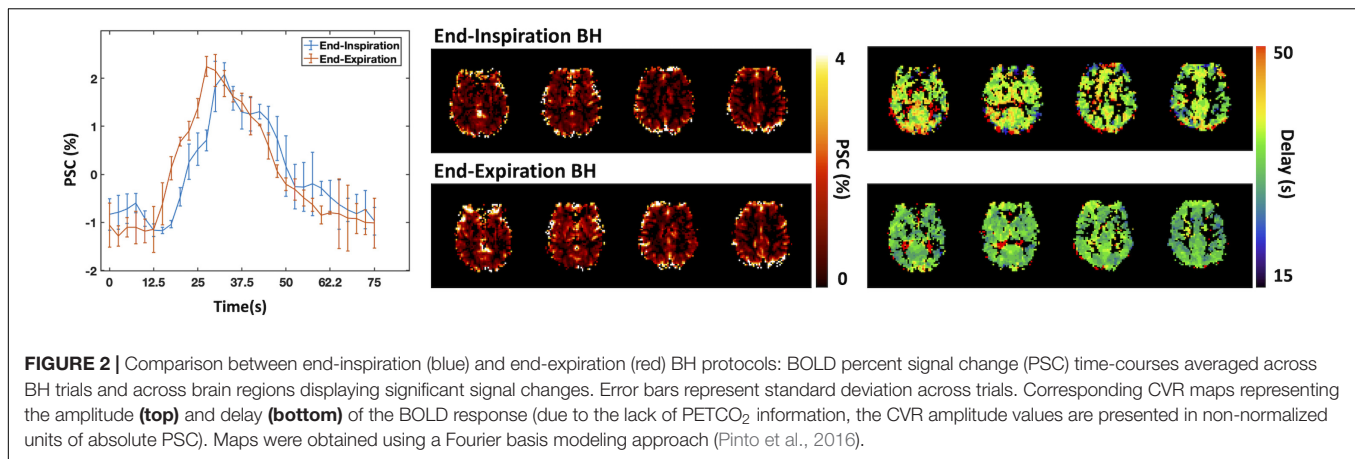 End-Inspiration
End-Expiration
PSC (%)
2
1
0
-1
-2
0 12.5 25 37.5 50 62.2 75
Time(s)
End-Inspiration BH
End-Expiration BH
4
PSC (%)
0
50
Delay (s)
15
FIGURE 2 | Comparison between end-inspiration (blue) and end-expiration (red) BH protocols: BOLD percent signal change (PSC) time-courses averaged across
BH trials and across brain regions displaying significant signal changes. Error bars represent standard deviation across trials. Corresponding CVR maps representing
the amplitude (top) and delay (bottom) of the BOLD response (due to the lack of PETCO₂ information, the CVR amplitude values are presented in non-normalized
units of absolute PSC). Maps were obtained using a Fourier basis modeling approach (Pinto et al., 2016).